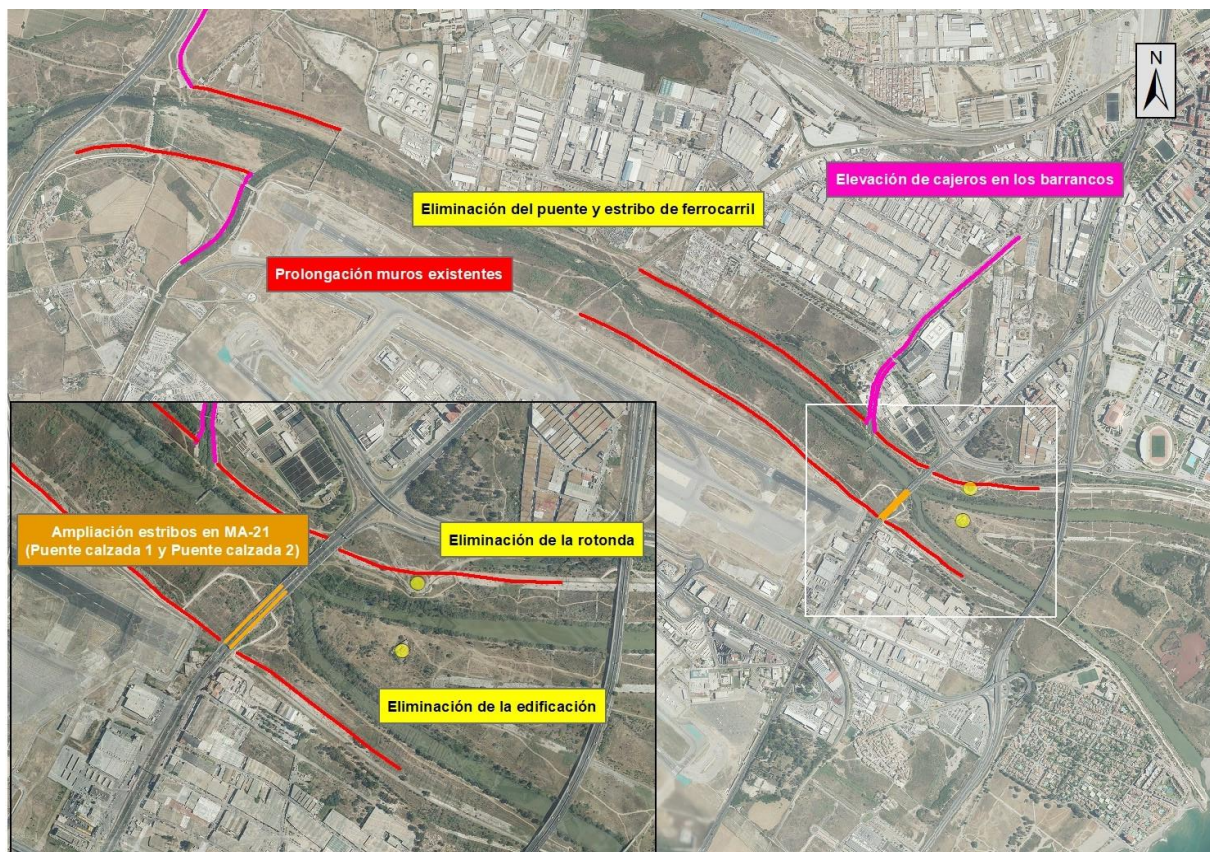 N
Elevación de cajeros en los barrancos
Eliminación del puente y estribo de ferrocarril
Prolongación muros existentes
Ampliación estribos en MA-21
(Puente calzada 1 y Puente calzada 2)
Eliminación de la rotonda
Eliminación de la edificación